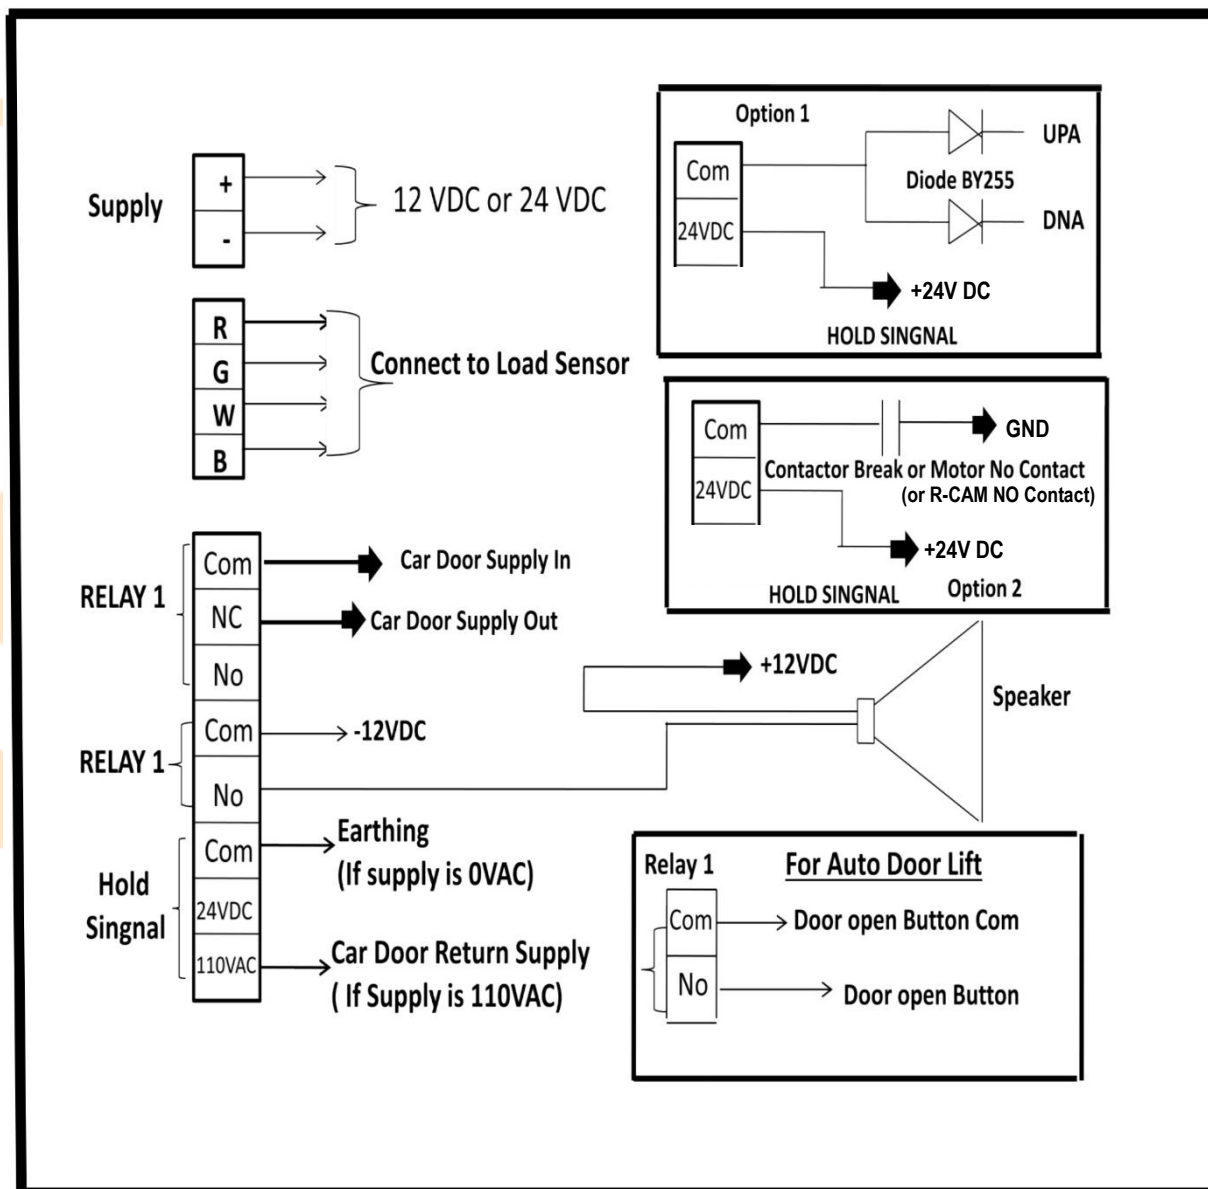 Supply
+
-
12 VDC or 24 VDC
R
G
W
B
Connect to Load Sensor
RELAY 1
Com
NC
No
Car Door Supply In
Car Door Supply Out
RELAY 1
Com
No
-12VDC
Hold
Singnal
Com
24VDC
110VAC
Earthing
(If supply is 0VAC)
Car Door Return Supply
( If Supply is 110VAC)
Option 1
Com
24VDC
UPA
Diode BY255
DNA
+24V DC
HOLD SINGNAL
Com
24VDC
GND
Contactor Break or Motor No Contact
(or R-CAM NO Contact)
+24V DC
HOLD SINGNAL
Option 2
+12VDC
Speaker
Relay 1
For Auto Door Lift
Com
No
Door open Button Com
Door open Button